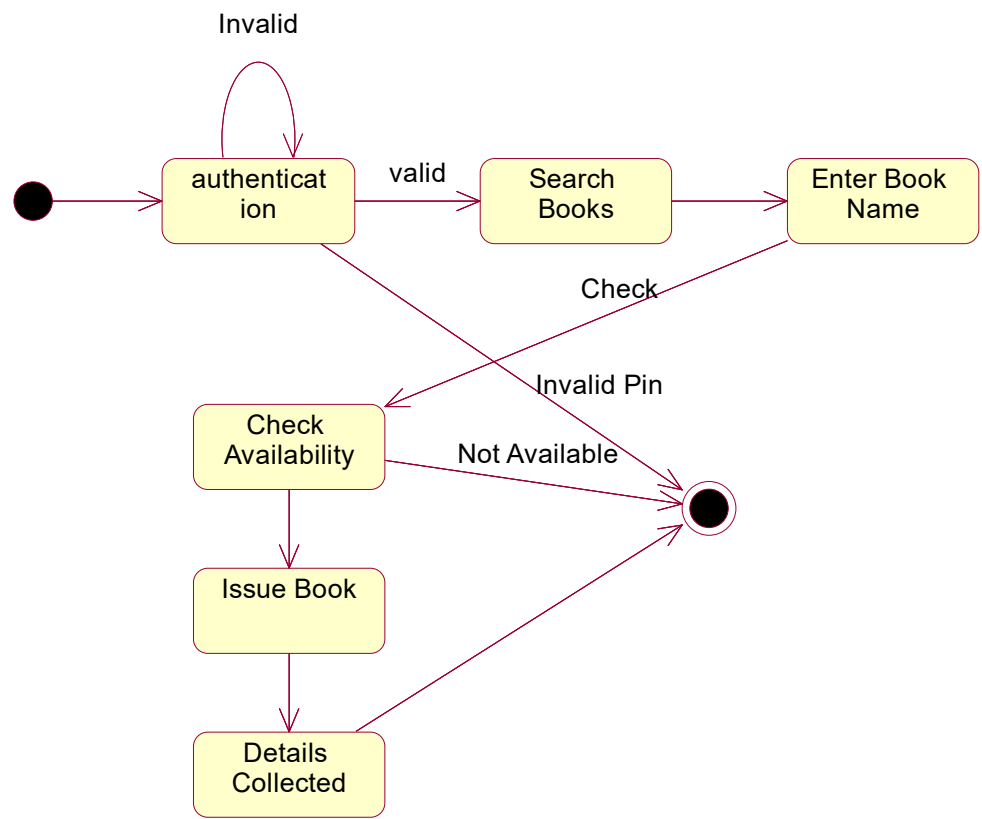 Invalid
authenticat
ion
valid
Search
Books
Enter Book
Name
Check
Invalid Pin
Check
Availability
Not Available
Issue Book
Details
Collected